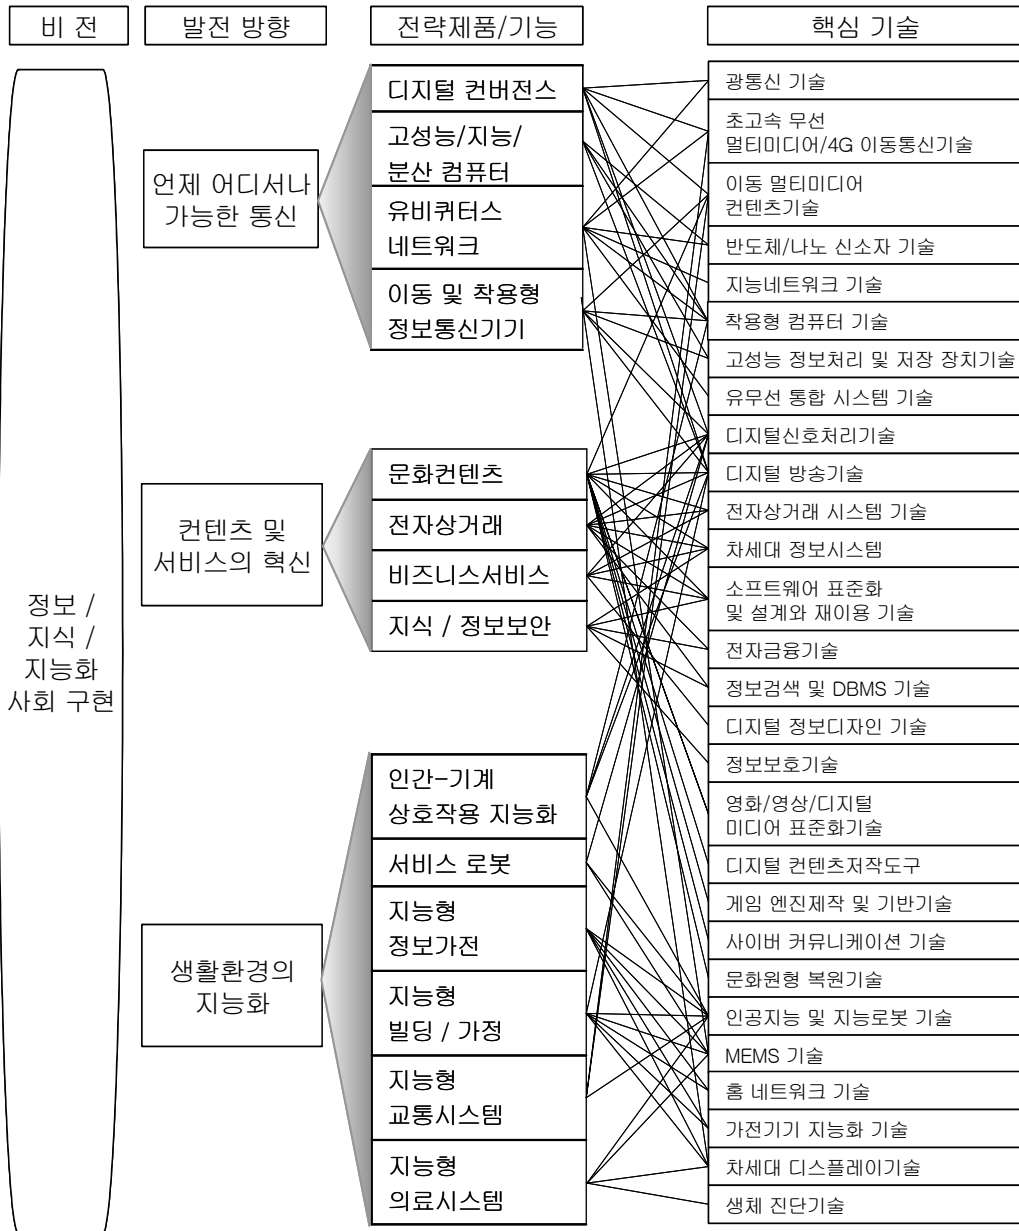 비 전
발전 방향
전략제품/기능
핵심 기술
정보 /
지식 /
지능화
사회 구현
언제 어디서나
가능한 통신
컨텐츠 및
서비스의 혁신
생활환경의
지능화
디지털 컨버전스
고성능/지능/
분산 컴퓨터
유비쿼터스
네트워크
이동 및 착용형
정보통신기기
문화컨텐츠
전자상거래
비즈니스서비스
지식 / 정보보안
인간-기계
상호작용 지능화
서비스 로봇
지능형
정보가전
지능형
빌딩 / 가정
지능형
교통시스템
지능형
의료시스템
광통신 기술
초고속 무선
멀티미디어/4G 이동통신기술
이동 멀티미디어
컨텐츠기술
반도체/나노 신소자 기술
지능네트워크 기술
착용형 컴퓨터 기술
고성능 정보처리 및 저장 장치기술
유무선 통합 시스템 기술
디지털신호처리기술
디지털 방송기술
전자상거래 시스템 기술
차세대 정보시스템
소프트웨어 표준화
및 설계와 재이용 기술
전자금융기술
정보검색 및 DBMS 기술
디지털 정보디자인 기술
정보보호기술
영화/영상/디지털
미디어 표준화기술
디지털 컨텐츠저작도구
게임 엔진제작 및 기반기술
사이버 커뮤니케이션 기술
문화원형 복원기술
인공지능 및 지능로봇 기술
MEMS 기술
홈 네트워크 기술
가전기기 지능화 기술
차세대 디스플레이기술
생체 진단기술